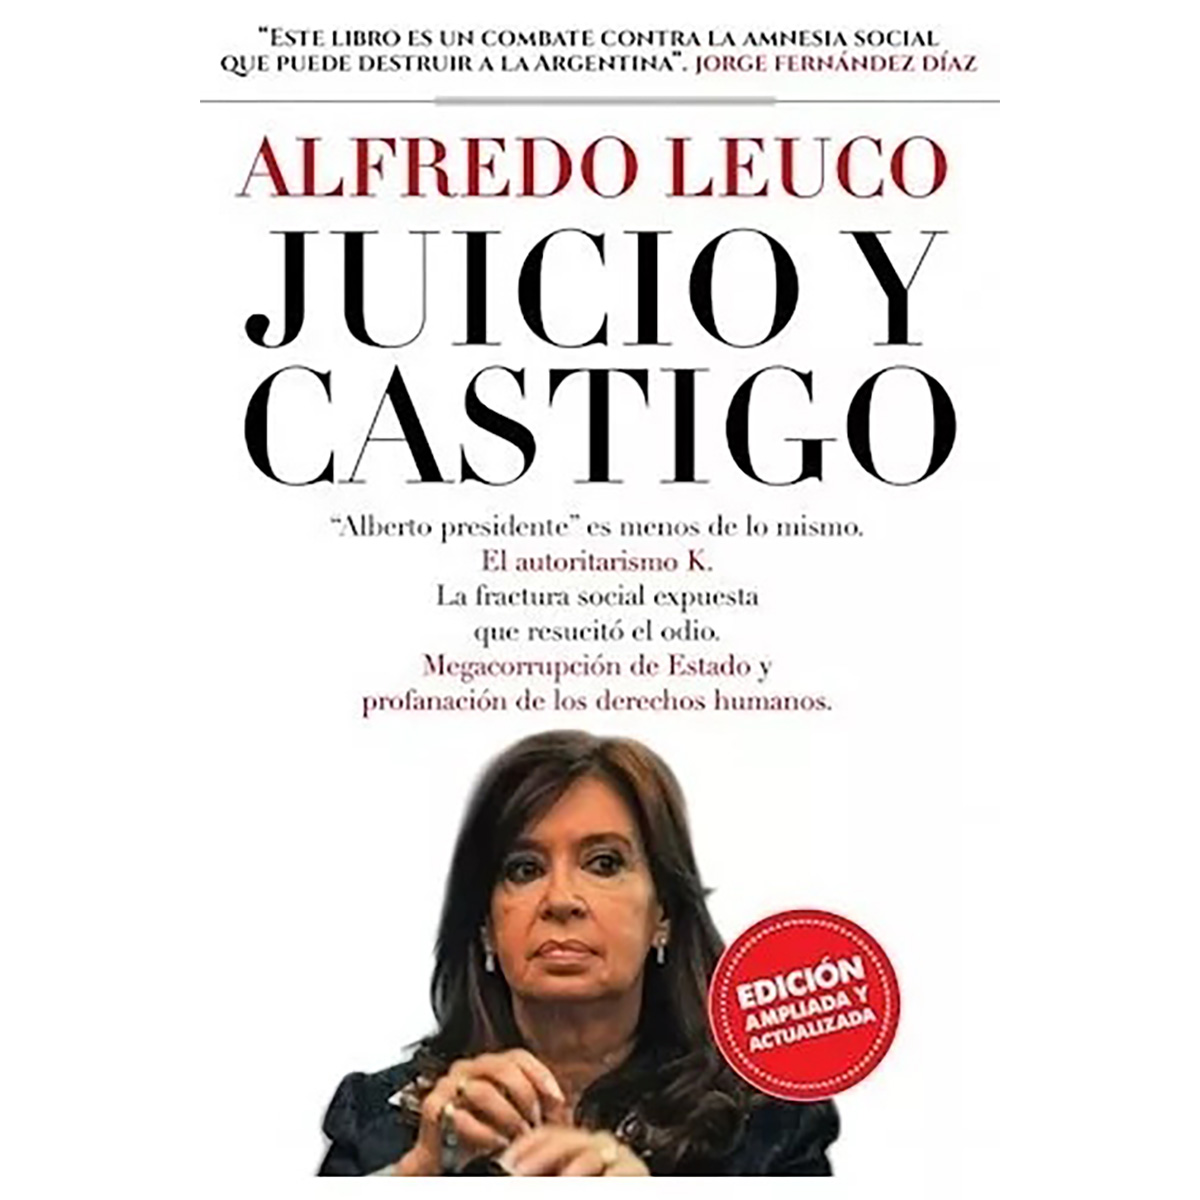 “ESTE LIBRO ES UN COMBATE CONTRA LA AMNESIA SOCIAL
QUE PUEDE DESTRUIR A LA ARGENTINA”. JORGE FERNÁNDEZ DÍAZ
ALFREDO LEUCO
JUICIO Y
CASTIGO
“Alberto presidente” es menos de lo mismo.
El autoritarismo K.
La fractura social expuesta
que resucitó el odio.
Megacorrupción de Estado y
profanación de los derechos humanos.
EDICIÓN
AMPLIADA Y
ACTUALIZADA